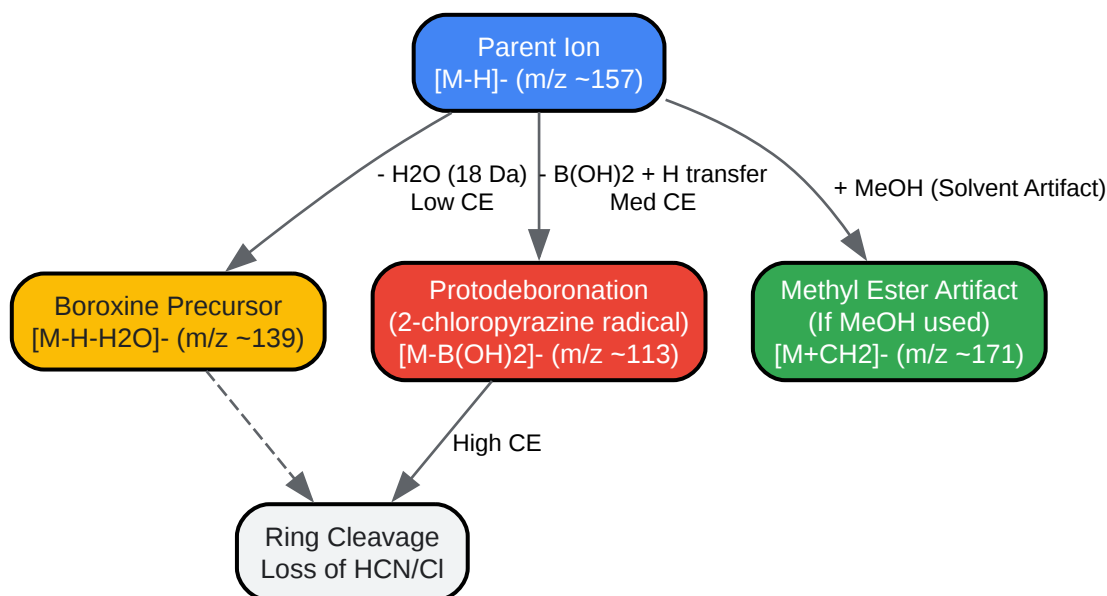 Parent Ion
[M-H]- (m/z ~157)
- H2O (18 Da)
Low CE
- B(OH)2 + H transfer
Med CE
+ MeOH (Solvent Artifact)
Boroxine Precursor
[M-H-H2O]- (m/z ~139)
Protodeboronation
(2-chloropyrazine radical)
[M-B(OH)2]- (m/z ~113)
Methyl Ester Artifact
(If MeOH used)
[M+CH2]- (m/z ~171)
High CE
Ring Cleavage
Loss of HCN/Cl